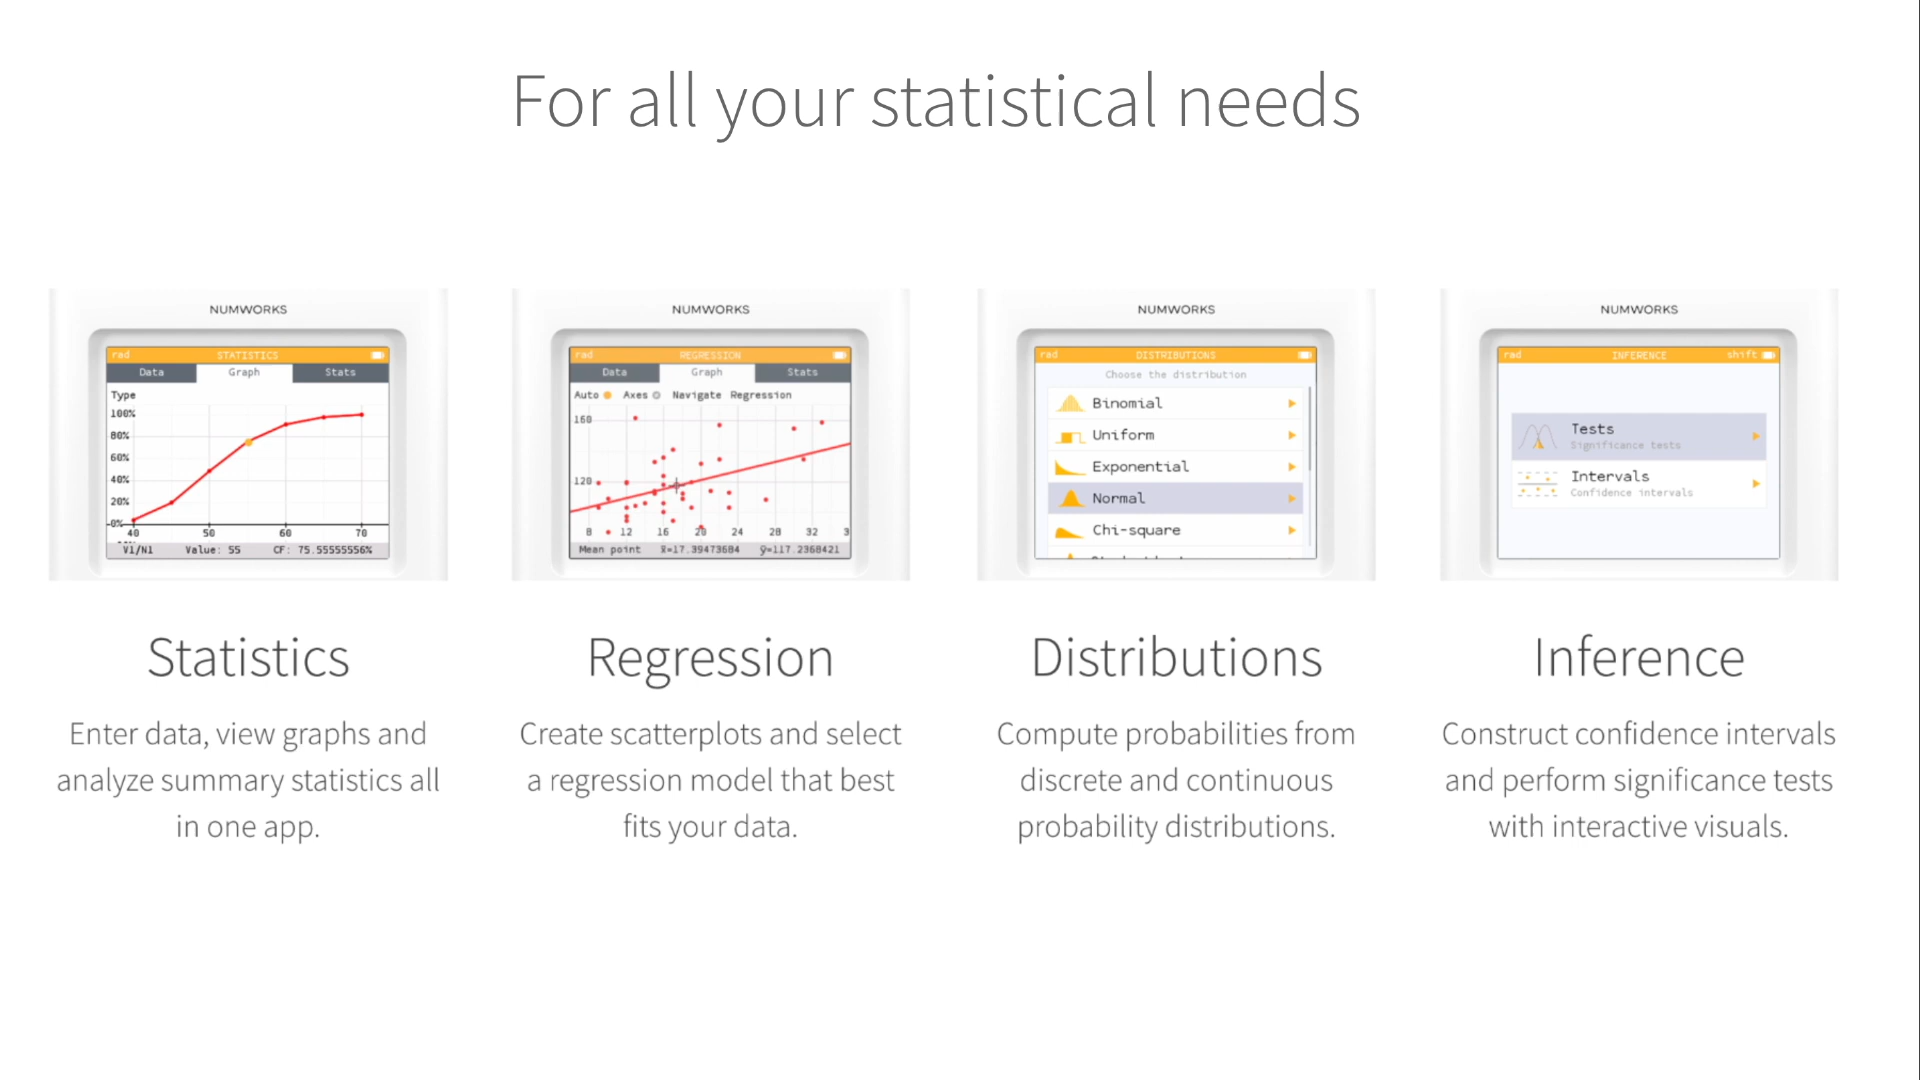 For all your statistical needs
NUMWORKS
rad STATISTICS
Data Graph Stats
Type
100%
80%
60%
40%
20%
0%
40 50 60 70
V1/N1 Value: 55 CF: 75.55555556%
NUMWORKS
rad REGRESSION
Data Graph Stats
Auto Axes Navigate Regression
160
120
8 12 16 20 24 28 32 3
Mean point x̄=17.39473684 ȳ=117.2368421
NUMWORKS
rad DISTRIBUTIONS
Choose the distribution
Binomial
Uniform
Exponential
Normal
Chi-square
NUMWORKS
rad INFERENCE shift
Tests
Significance tests
Intervals
Confidence intervals
Statistics
Enter data, view graphs and
analyze summary statistics all
in one app.
Regression
Create scatterplots and select
a regression model that best
fits your data.
Distributions
Compute probabilities from
discrete and continuous
probability distributions.
Inference
Construct confidence intervals
and perform significance tests
with interactive visuals.